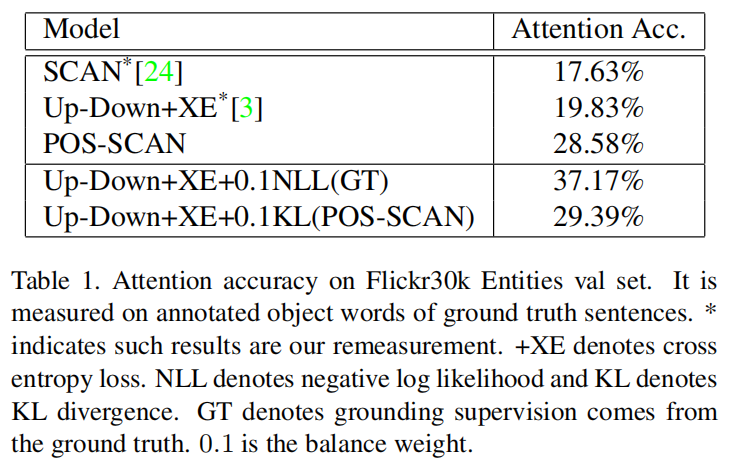 Model Attention Acc.
SCAN*[24] 17.63%
Up-Down+XE*[3] 19.83%
POS-SCAN 28.58%
Up-Down+XE+0.1NLL(GT) 37.17%
Up-Down+XE+0.1KL(POS-SCAN) 29.39%
Table 1. Attention accuracy on Flickr30k Entities val set. It is
measured on annotated object words of ground truth sentences. *
indicates such results are our remeasurement. +XE denotes cross
entropy loss. NLL denotes negative log likelihood and KL denotes
KL divergence. GT denotes grounding supervision comes from
the ground truth. 0.1 is the balance weight.